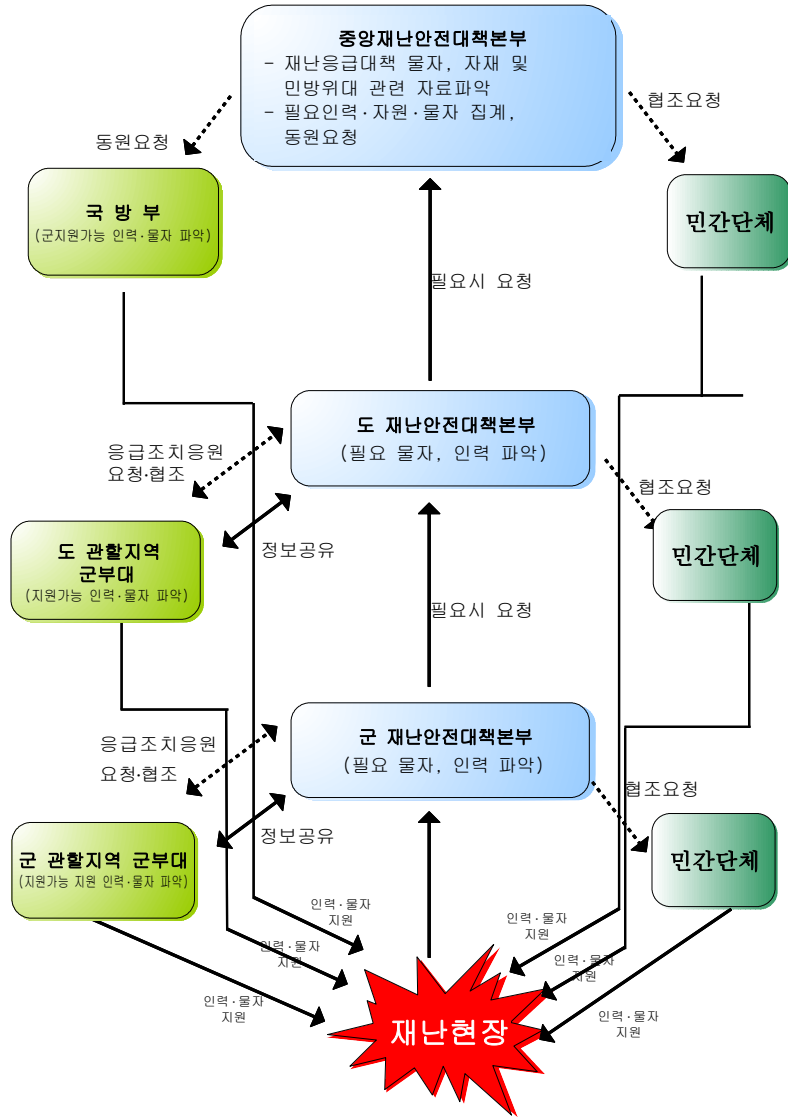 중앙재난안전대책본부
- 재난응급대책 물자, 자재 및
민방위대 관련 자료파악
- 필요인력·자원·물자 집계,
동원요청
동원요청
협조요청
국 방 부
(군지원가능 인력·물자 파악)
민간단체
필요시 요청
도 재난안전대책본부
(필요 물자, 인력 파악)
응급조치응원
요청·협조
협조요청
정보공유
도 관할지역
군부대
(지원가능 인력·물자 파악)
민간단체
필요시 요청
군 재난안전대책본부
(필요 물자, 인력 파악)
응급조치응원
요청·협조
협조요청
정보공유
군 관할지역 군부대
(지원가능 지원 인력·물자 파악)
민간단체
인력·물자
지원
인력·물자
지원
인력·물자
지원
인력·물자
지원
인력·물자
지원
인력·물자
지원
재난현장